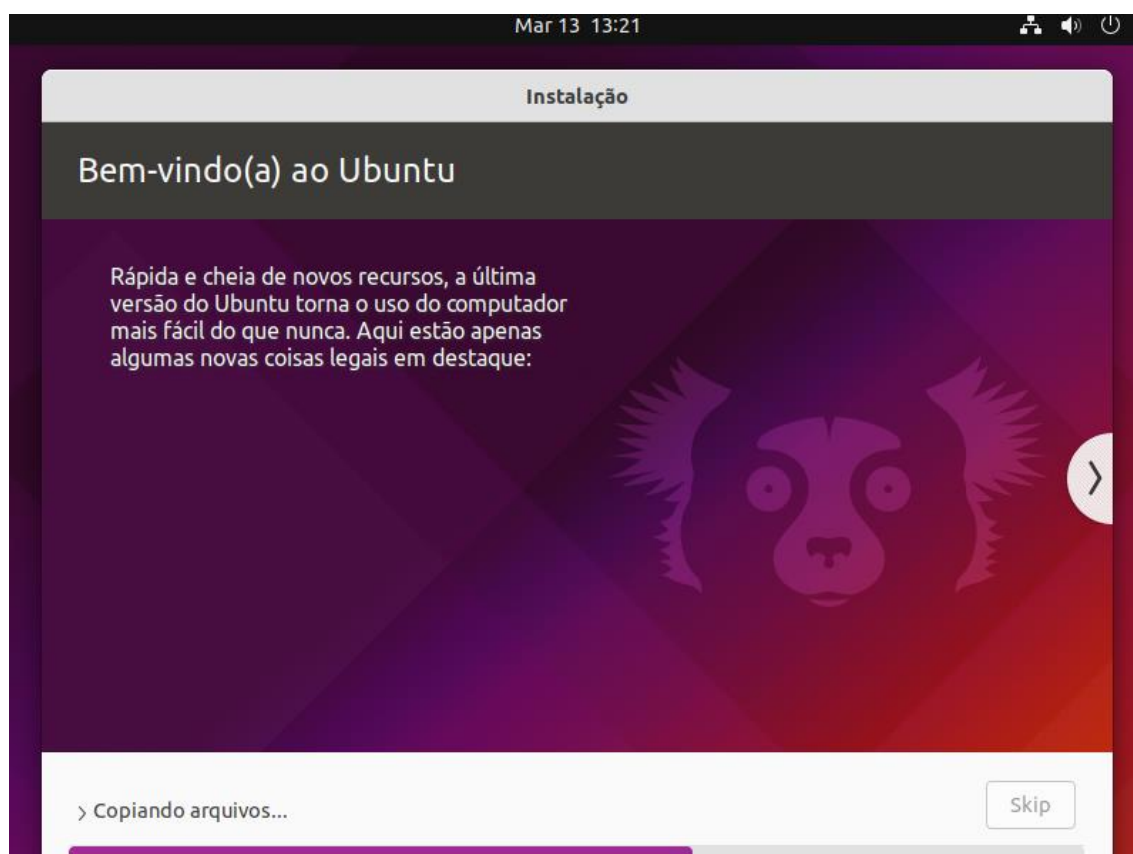 Mar 13 13:21
Instalação
Bem-vindo(a) ao Ubuntu
Rápida e cheia de novos recursos, a última
versão do Ubuntu torna o uso do computador
mais fácil do que nunca. Aqui estão apenas
algumas novas coisas legais em destaque:
Copiando arquivos...
Skip